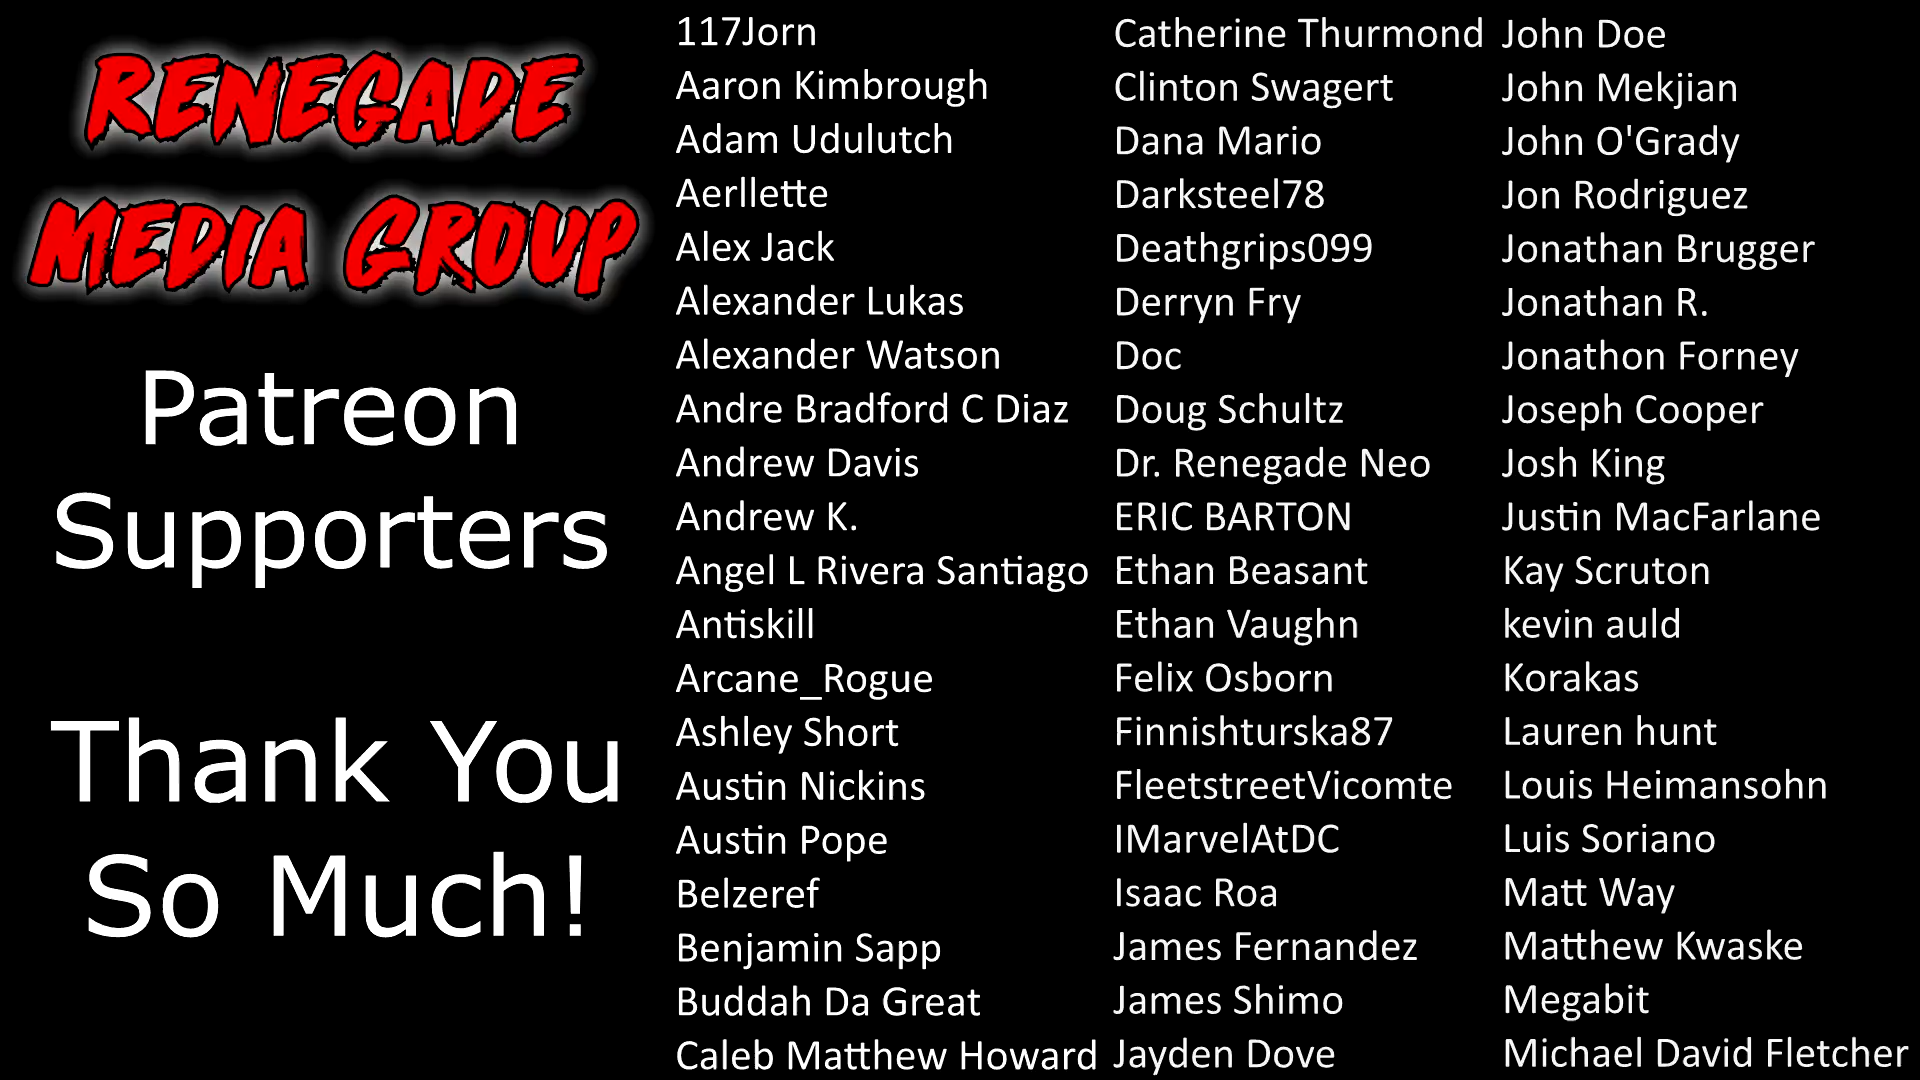 RENEGADE
MEDIA GROUP
Patreon
Supporters
Thank You
So Much!
117Jorn
Aaron Kimbrough
Adam Udulutch
Aerllette
Alex Jack
Alexander Lukas
Alexander Watson
Andre Bradford C Diaz
Andrew Davis
Andrew K.
Angel L Rivera Santiago
Antiskill
Arcane_Rogue
Ashley Short
Austin Nickins
Austin Pope
Belzeref
Benjamin Sapp
Buddah Da Great
Caleb Matthew Howard
Catherine Thurmond
Clinton Swagert
Dana Mario
Darksteel78
Deathgrips099
Derryn Fry
Doc
Doug Schultz
Dr. Renegade Neo
ERIC BARTON
Ethan Beasant
Ethan Vaughn
Felix Osborn
Finnishturska87
FleetstreetVicomte
IMarvelAtDC
Isaac Roa
James Fernandez
James Shimo
Jayden Dove
John Doe
John Mekjian
John O'Grady
Jon Rodriguez
Jonathan Brugger
Jonathan R.
Jonathon Forney
Joseph Cooper
Josh King
Justin MacFarlane
Kay Scruton
kevin auld
Korakas
Lauren hunt
Louis Heimansohn
Luis Soriano
Matt Way
Matthew Kwaske
Megabit
Michael David Fletcher